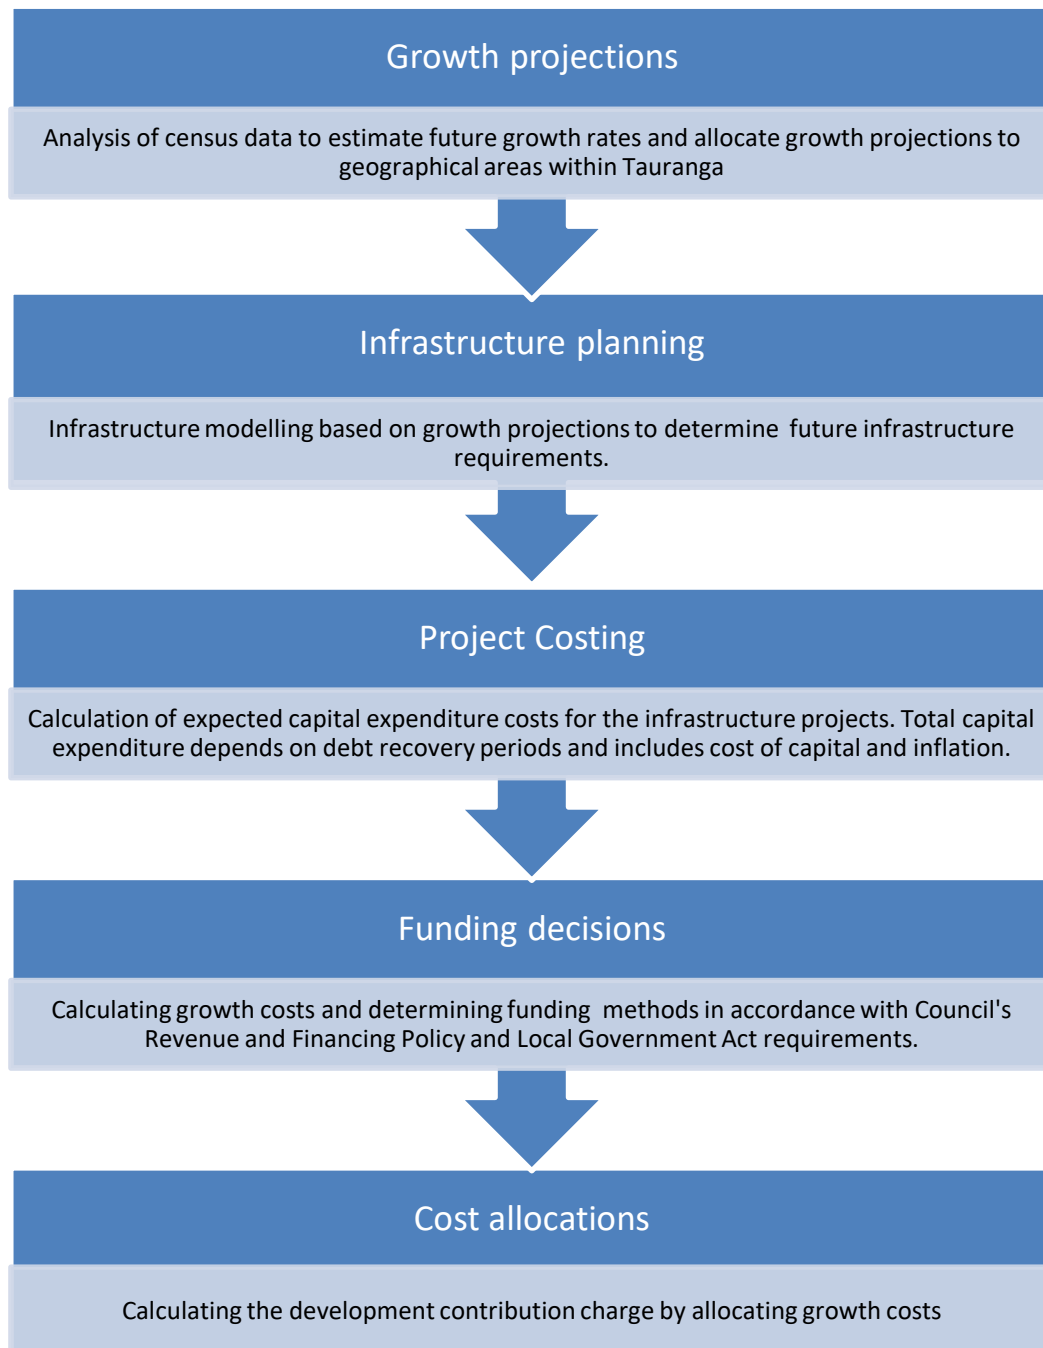 Growth projections
Analysis of census data to estimate future growth rates and allocate growth projections to
geographical areas within Tauranga
Infrastructure planning
Infrastructure modelling based on growth projections to determine future infrastructure
requirements.
Project Costing
Calculation of expected capital expenditure costs for the infrastructure projects. Total capital
expenditure depends on debt recovery periods and includes cost of capital and inflation.
Funding decisions
Calculating growth costs and determining funding methods in accordance with Council's
Revenue and Financing Policy and Local Government Act requirements.
Cost allocations
Calculating the development contribution charge by allocating growth costs